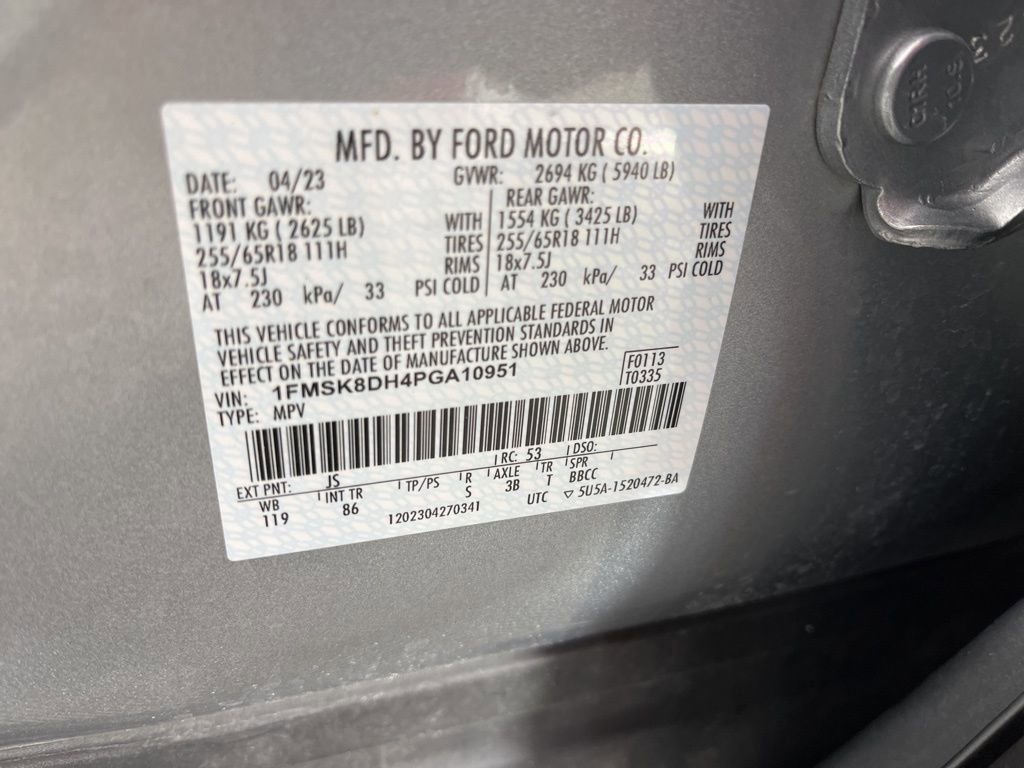 MFD. BY FORD MOTOR CO.
DATE: 04/23 GVWR: 2694 KG ( 5940 LB)
FRONT GAWR: REAR GAWR:
1191 KG ( 2625 LB) WITH 1554 KG ( 3425 LB) WITH
255/65R18 111H TIRES 255/65R18 111H TIRES
18x7.5J RIMS 18x7.5J RIMS
AT 230 kPa/ 33 PSI COLD AT 230 kPa/ 33 PSI COLD
THIS VEHICLE CONFORMS TO ALL APPLICABLE FEDERAL MOTOR
VEHICLE SAFETY AND THEFT PREVENTION STANDARDS IN
EFFECT ON THE DATE OF MANUFACTURE SHOWN ABOVE.
VIN: 1FMSK8DH4PGA10951 F0113
TYPE: MPV T0335
EXT PNT: JS RC: 53 DSO:
WB INT TR TP/PS R AXLE TR SPR
119 86 S 3B T BBCC
1202304270341 UTC ▽ 5U5A-1520472-BA
10.9